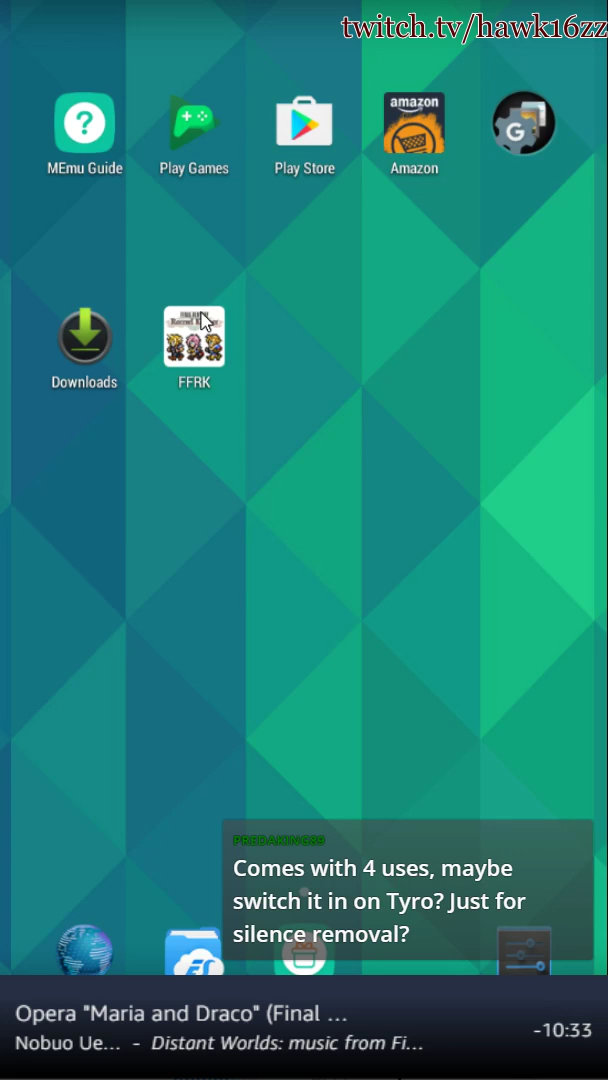 twitch.tv/hawk16zz
amazon
G
MEmu Guide
Play Games
Play Store
Amazon
Downloads
FFRK
PREDAKING89
Comes with 4 uses, maybe
switch it in on Tyro? Just for
silence removal?
Opera "Maria and Draco" (Final ...
Nobuo Ue... - Distant Worlds: music from Fi...
-10:33